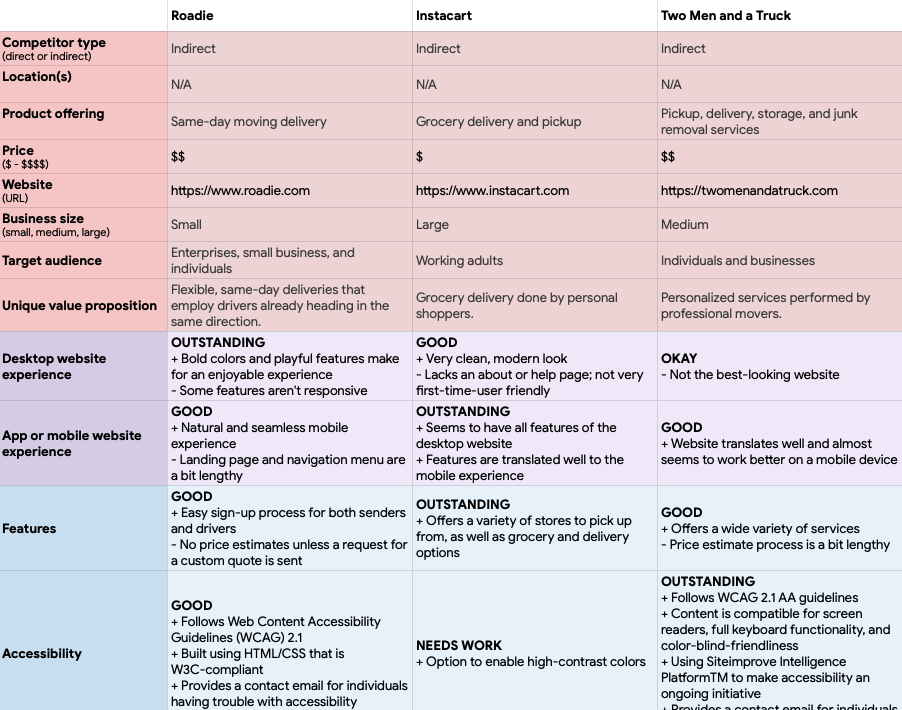 Roadie
Instacart
Two Men and a Truck
Competitor type
(direct or indirect)
Indirect
Indirect
Indirect
Location(s)
N/A
N/A
N/A
Product offering
Same-day moving delivery
Grocery delivery and pickup
Pickup, delivery, storage, and junk
removal services
Price
($ - $$$$)
$$
$
$$
Website
(URL)
https://www.roadie.com
https://www.instacart.com
https://twomenandatruck.com
Business size
(small, medium, large)
Small
Large
Medium
Target audience
Enterprises, small business, and
individuals
Working adults
Individuals and businesses
Unique value proposition
Flexible, same-day deliveries that
employ drivers already heading in the
same direction.
Grocery delivery done by personal
shoppers.
Personalized services performed by
professional movers.
Desktop website
experience
OUTSTANDING
+ Bold colors and playful features make
for an enjoyable experience
- Some features aren't responsive
GOOD
+ Very clean, modern look
- Lacks an about or help page; not very
first-time-user friendly
OKAY
- Not the best-looking website
App or mobile website
experience
GOOD
+ Natural and seamless mobile
experience
- Landing page and navigation menu are
a bit lengthy
OUTSTANDING
+ Seems to have all features of the
desktop website
+ Features are translated well to the
mobile experience
GOOD
+ Website translates well and almost
seems to work better on a mobile device
Features
GOOD
+ Easy sign-up process for both senders
and drivers
- No price estimates unless a request for
a custom quote is sent
OUTSTANDING
+ Offers a variety of stores to pick up
from, as well as grocery and delivery
options
GOOD
+ Offers a wide variety of services
- Price estimate process is a bit lengthy
Accessibility
GOOD
+ Follows Web Content Accessibility
Guidelines (WCAG) 2.1
+ Built using HTML/CSS that is
W3C-compliant
+ Provides a contact email for individuals
having trouble with accessibility
NEEDS WORK
+ Option to enable high-contrast colors
OUTSTANDING
+ Follows WCAG 2.1 AA guidelines
+ Content is compatible for screen
readers, full keyboard functionality, and
color-blind-friendliness
+ Using Siteimprove Intelligence
PlatformTM to make accessibility an
ongoing initiative
+ Provides a contact email for individuals